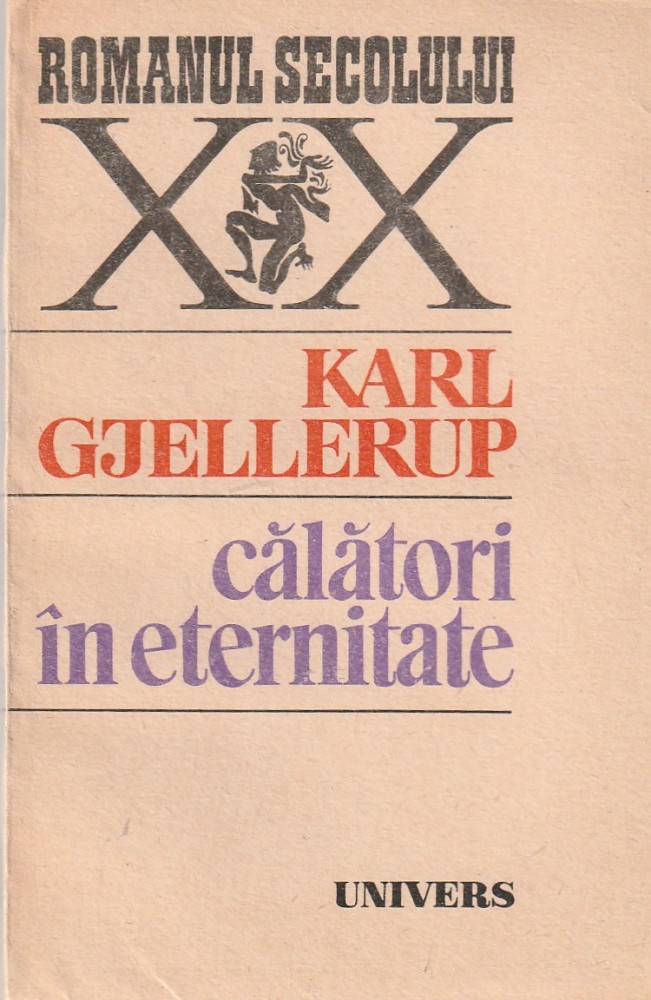 ROMANUL SECOLULUI
XX
KARL
GJELLERUP
călători
în eternitate
UNIVERS